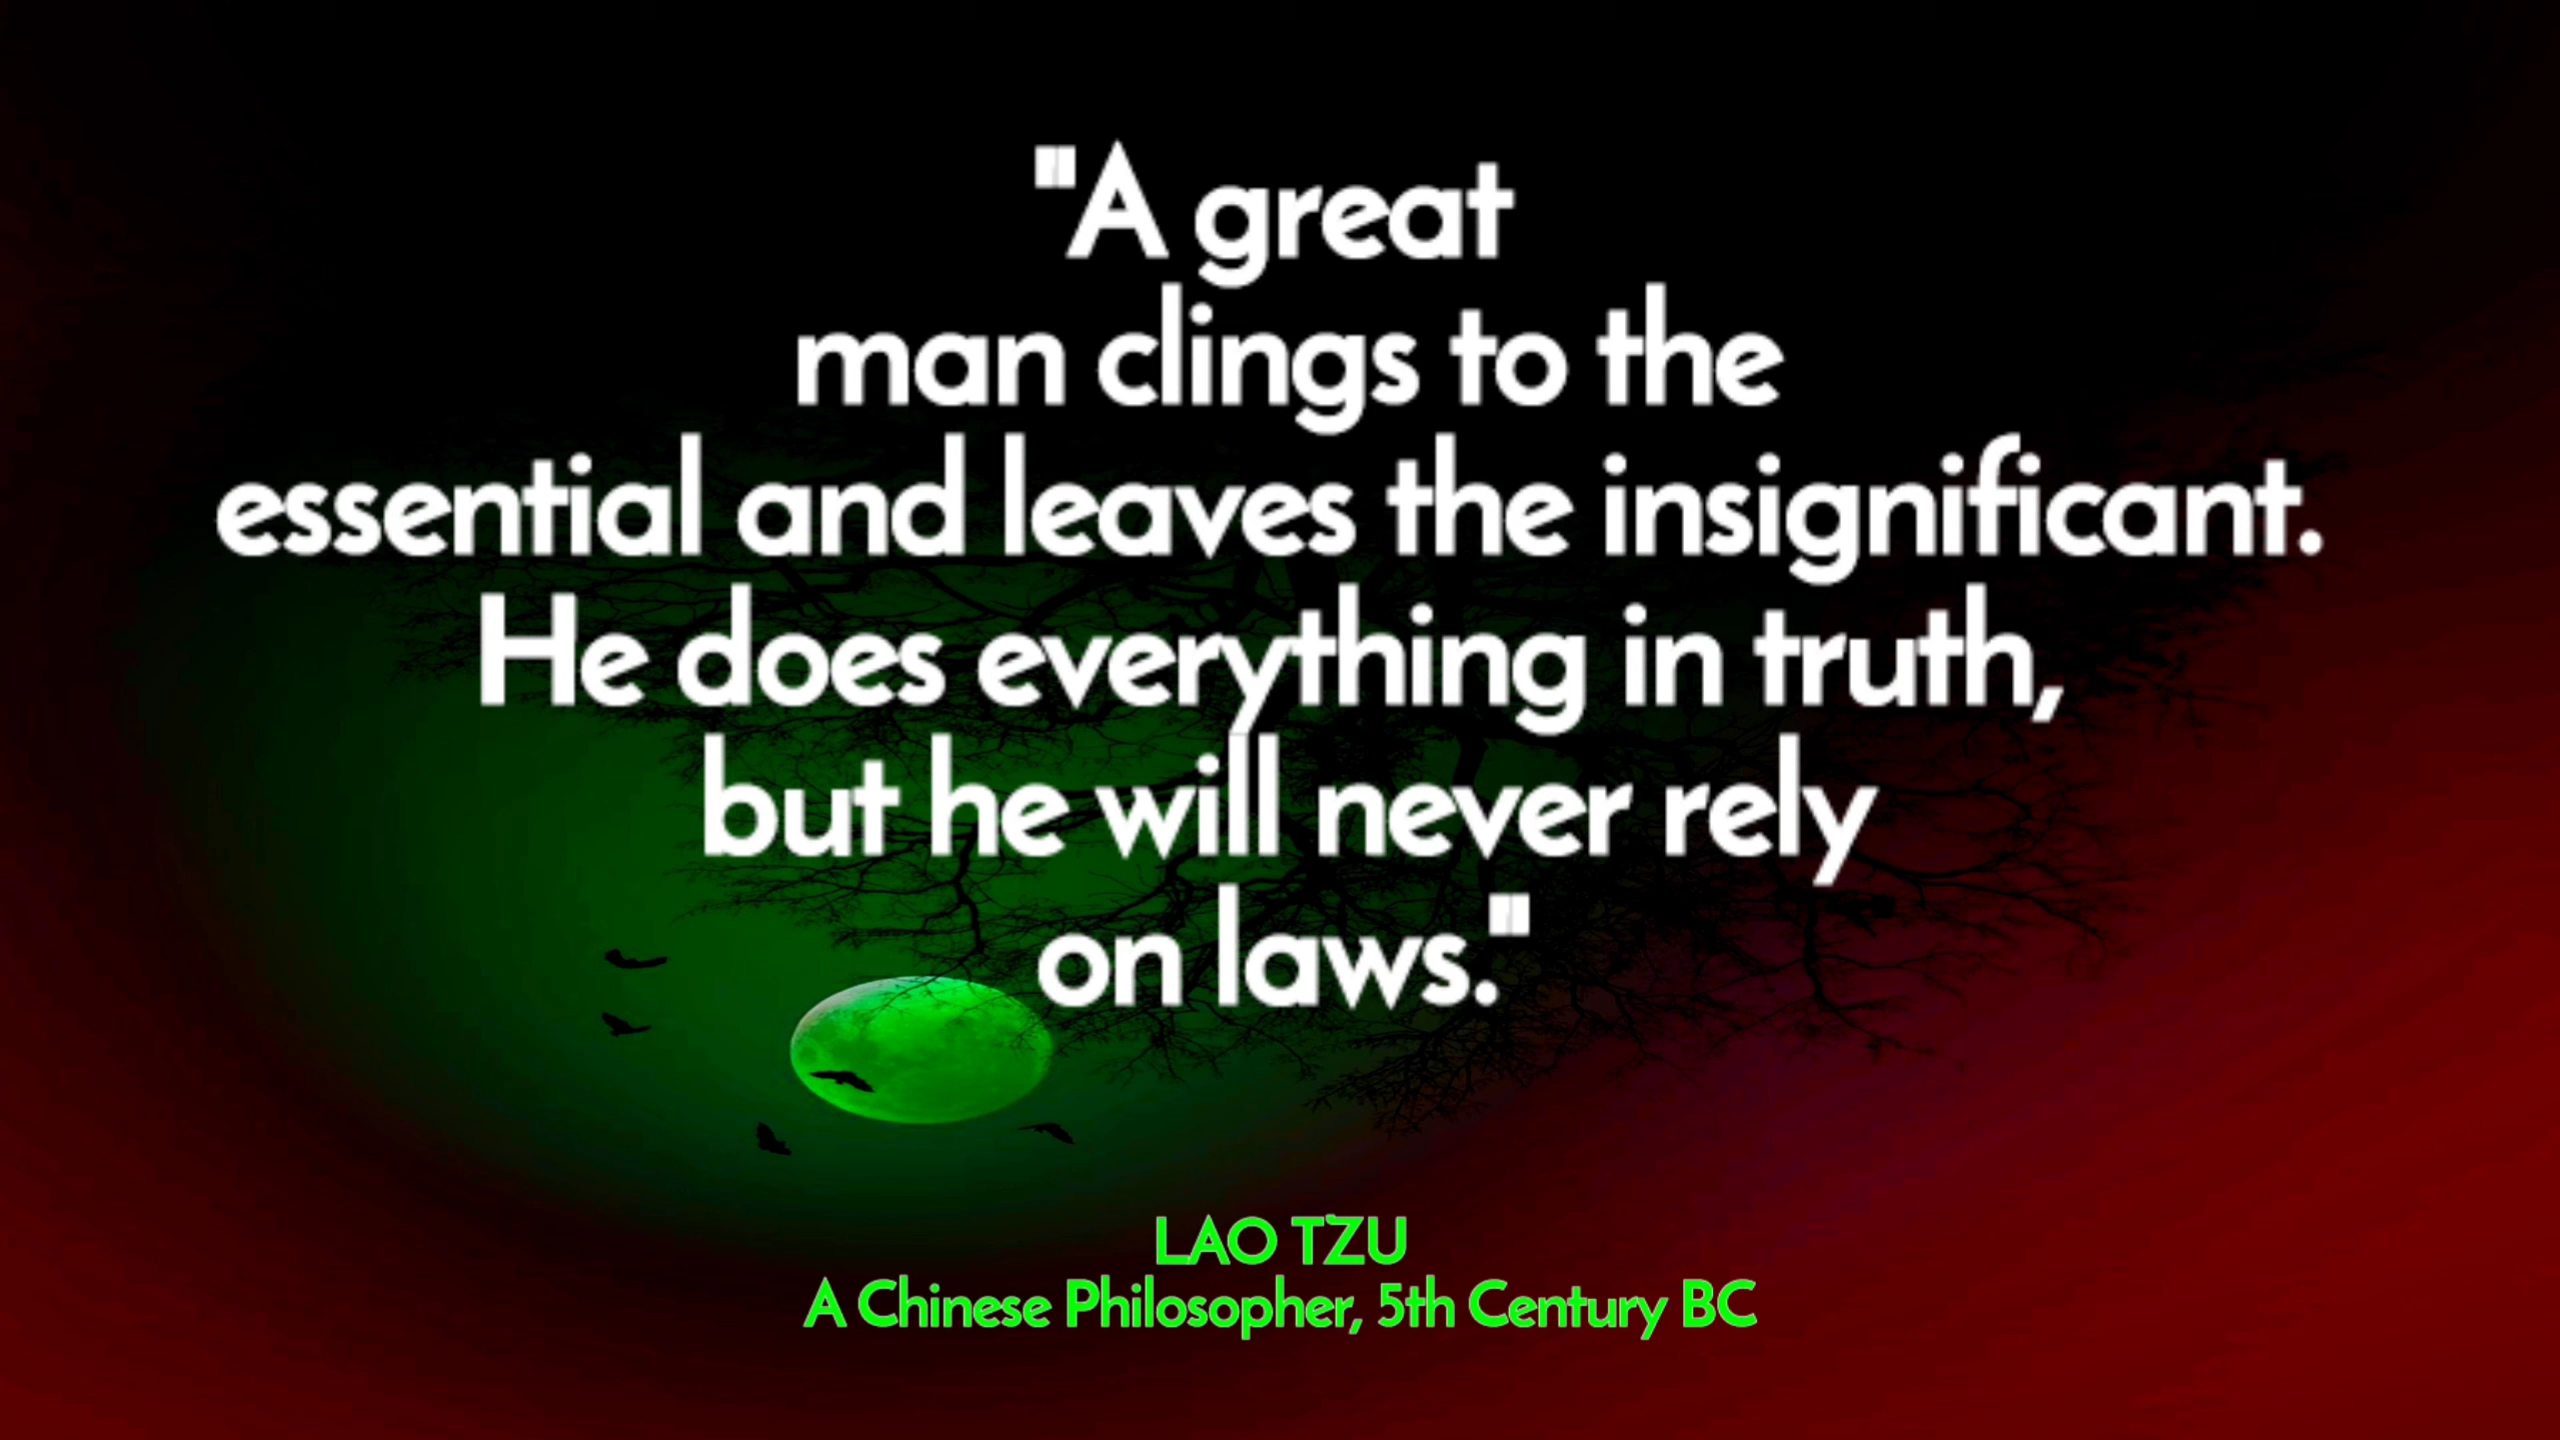 "A great
man clings to the
essential and leaves the insignificant.
He does everything in truth,
but he will never rely
on laws."
LAO TZU
A Chinese Philosopher, 5th Century BC